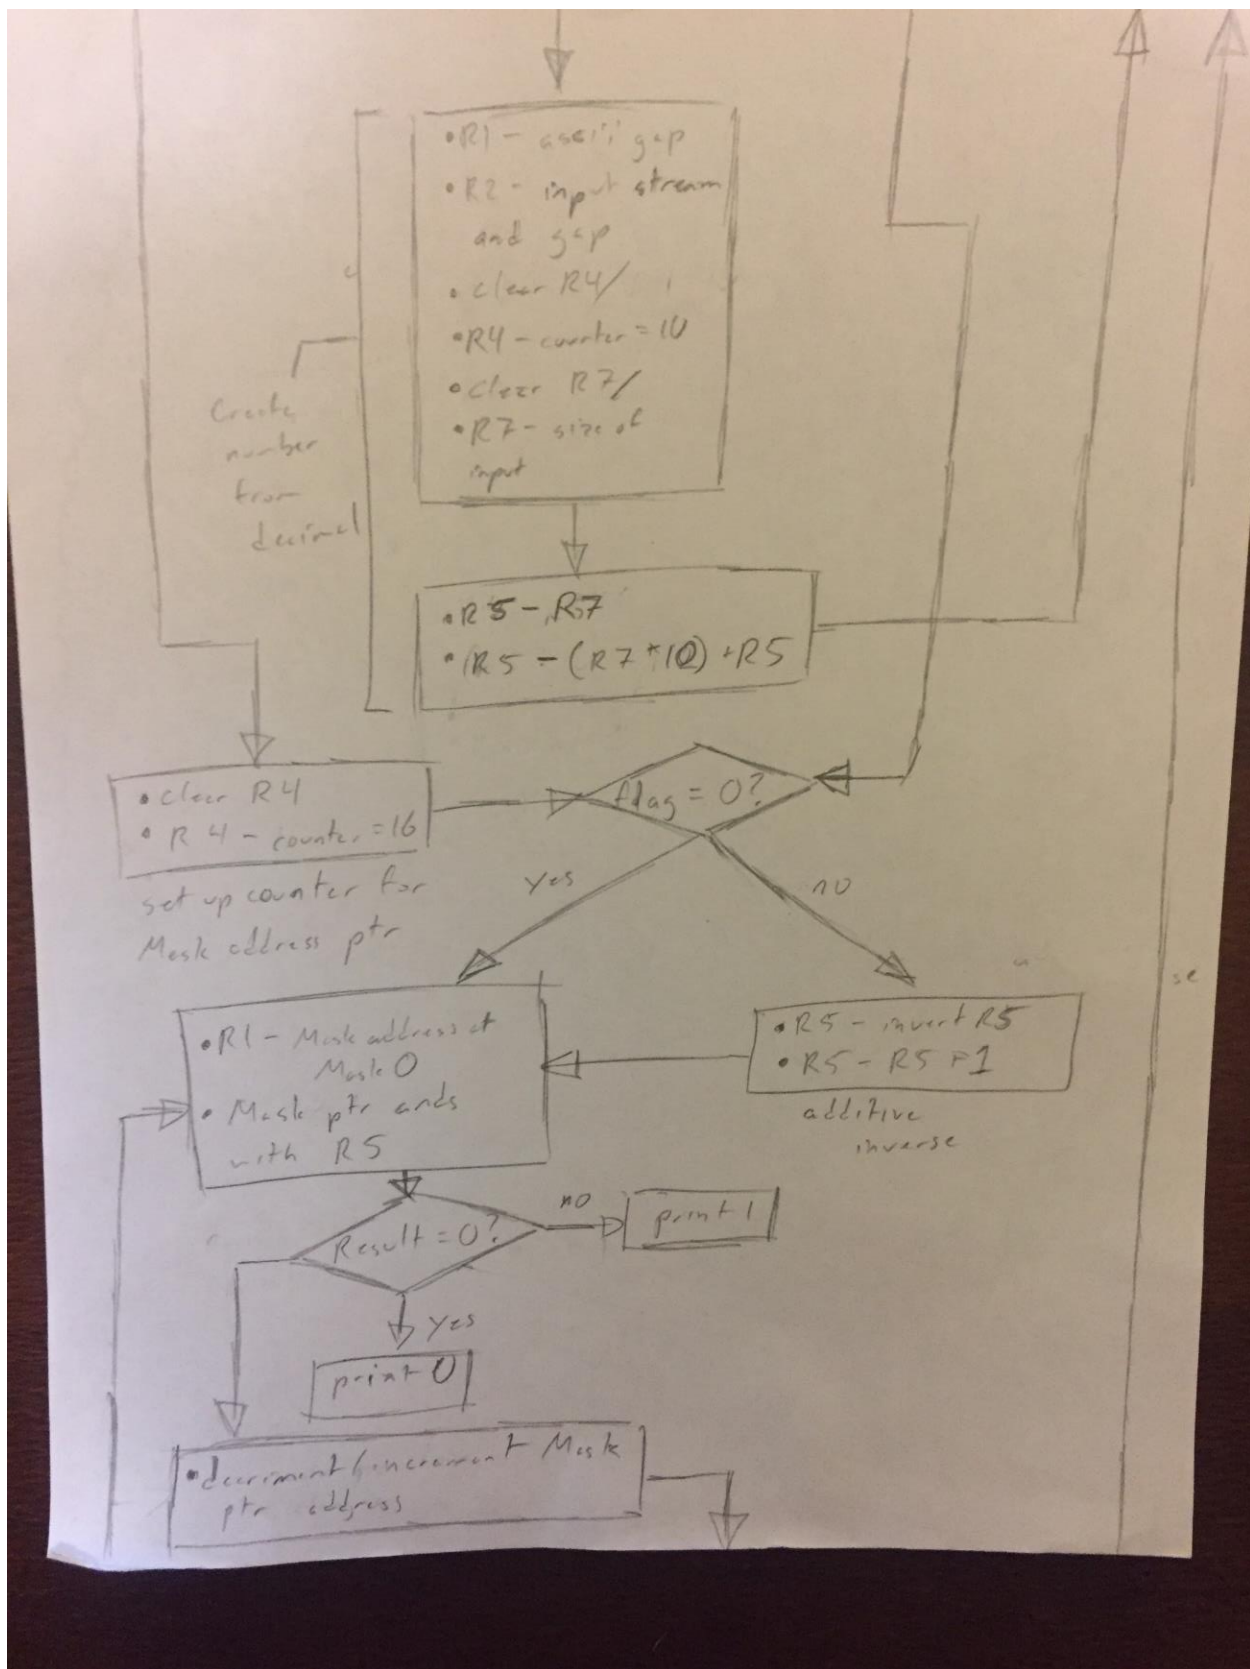 • R1 - ascii gap
• R2 - input stream
and gap
• clear R4/
• R4 - counter = 10
• clear R7/
• R7 - size of
input
Create
number
from
decimal
• R5 - R7
• R5 - (R7 * 10) + R5
• clear R4
• R4 - counter = 16
set up counter for
Mask address ptr
flag = 0?
yes
no
• R1 - Mask address at
Mask 0
• Mask ptr ands
with R5
• R5 - invert R5
• R5 - R5 + 1
additive
inverse
Result = 0?
no
print 1
yes
print 0
• decriment/increment Mask
ptr address